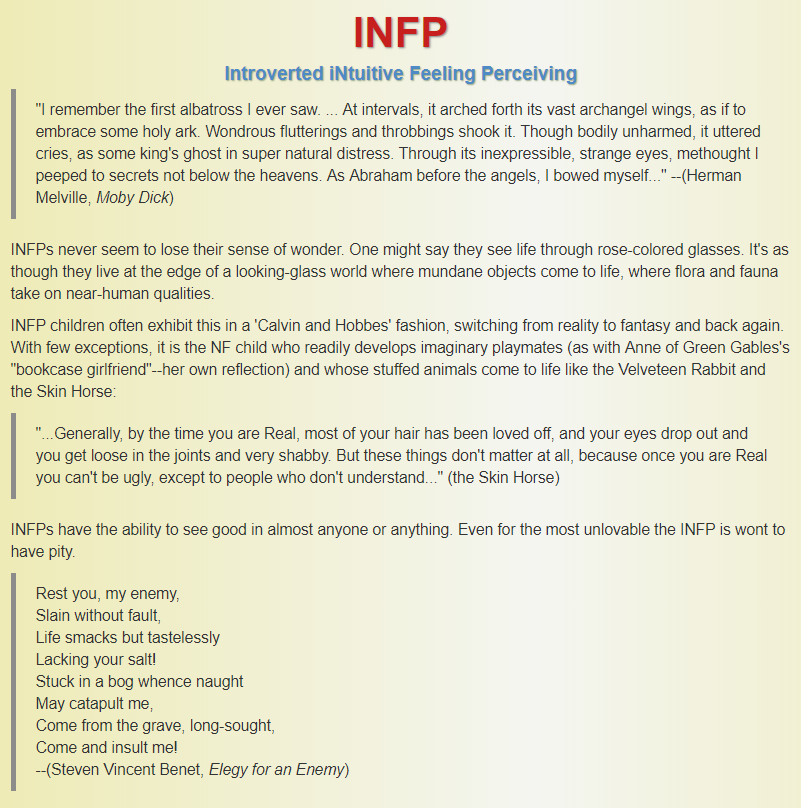 INFP
Introverted iNtuitive Feeling Perceiving
"I remember the first albatross I ever saw. ... At intervals, it arched forth its vast archangel wings, as if to
embrace some holy ark. Wondrous flutterings and throbbings shook it. Though bodily unharmed, it uttered
cries, as some king's ghost in super natural distress. Through its inexpressible, strange eyes, methought I
peeped to secrets not below the heavens. As Abraham before the angels, I bowed myself..." --(Herman
Melville, Moby Dick)
INFPs never seem to lose their sense of wonder. One might say they see life through rose-colored glasses. It's as
though they live at the edge of a looking-glass world where mundane objects come to life, where flora and fauna
take on near-human qualities.
INFP children often exhibit this in a 'Calvin and Hobbes' fashion, switching from reality to fantasy and back again.
With few exceptions, it is the NF child who readily develops imaginary playmates (as with Anne of Green Gables's
"bookcase girlfriend"--her own reflection) and whose stuffed animals come to life like the Velveteen Rabbit and
the Skin Horse:
"...Generally, by the time you are Real, most of your hair has been loved off, and your eyes drop out and
you get loose in the joints and very shabby. But these things don't matter at all, because once you are Real
you can't be ugly, except to people who don't understand..." (the Skin Horse)
INFPs have the ability to see good in almost anyone or anything. Even for the most unlovable the INFP is wont to
have pity.
Rest you, my enemy,
Slain without fault,
Life smacks but tastelessly
Lacking your salt!
Stuck in a bog whence naught
May catapult me,
Come from the grave, long-sought,
Come and insult me!
--(Steven Vincent Benet, Elegy for an Enemy)